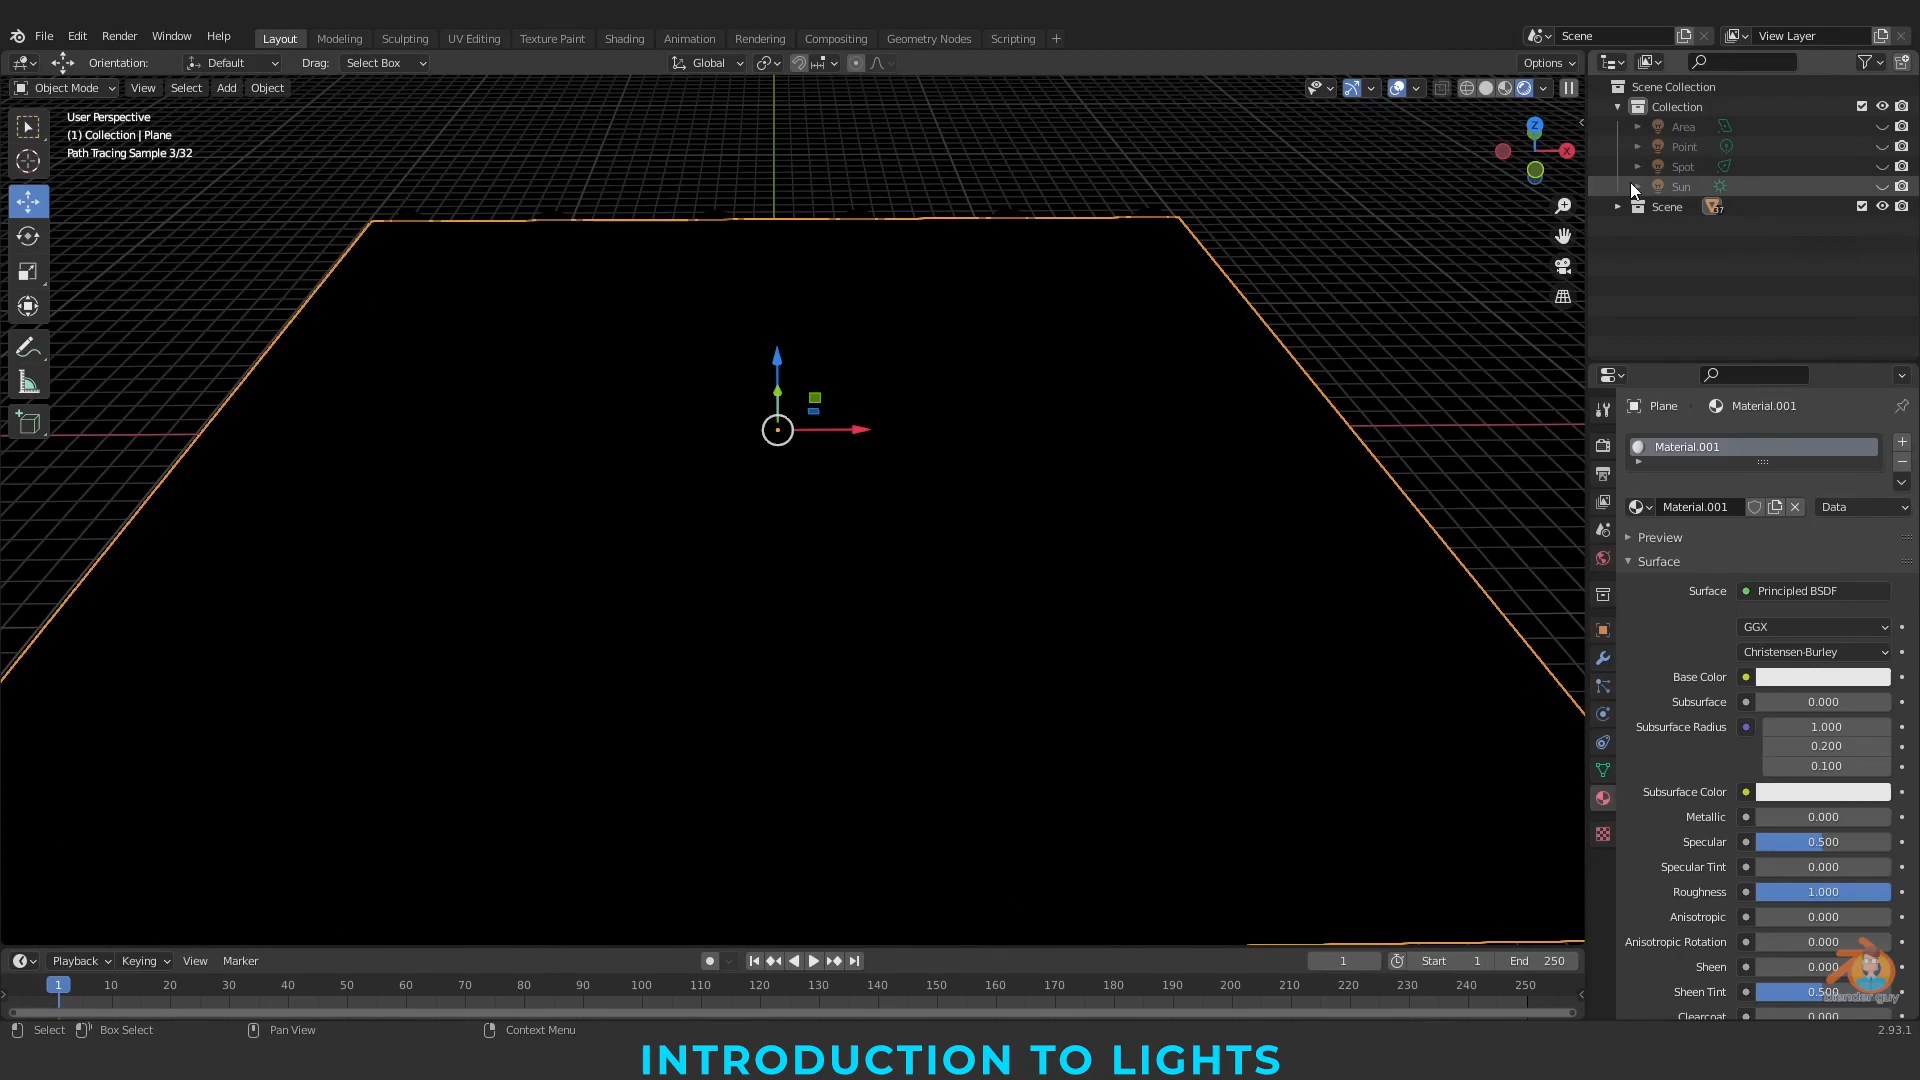 File Edit Render Window Help Layout Modeling Sculpting UV Editing Texture Paint Shading Animation Rendering Compositing Geometry Nodes Scripting + Scene View Layer
Orientation: Default Drag: Select Box Global Options
Object Mode View Select Add Object
User Perspective
(1) Collection | Plane
Path Tracing Sample 3/32
Z
X
Scene Collection
Collection
Area
Point
Spot
Sun
Scene 37
Plane Material.001
Material.001
Material.001 Data
Preview
Surface
Surface Principled BSDF
GGX
Christensen-Burley
Base Color
Subsurface 0.000
Subsurface Radius 1.000
0.200
0.100
Subsurface Color
Metallic 0.000
Specular 0.500
Specular Tint 0.000
Roughness 1.000
Anisotropic 0.000
Anisotropic Rotation 0.000
Sheen 0.000
Sheen Tint 0.500
Clearcoat 0.000
blender guy
Playback Keying View Marker 1 Start 1 End 250
1 10 20 30 40 50 60 70 80 90 100 110 120 130 140 150 160 170 180 190 200 210 220 230 240 250
Select Box Select Pan View Context Menu 2.93.1
INTRODUCTION TO LIGHTS